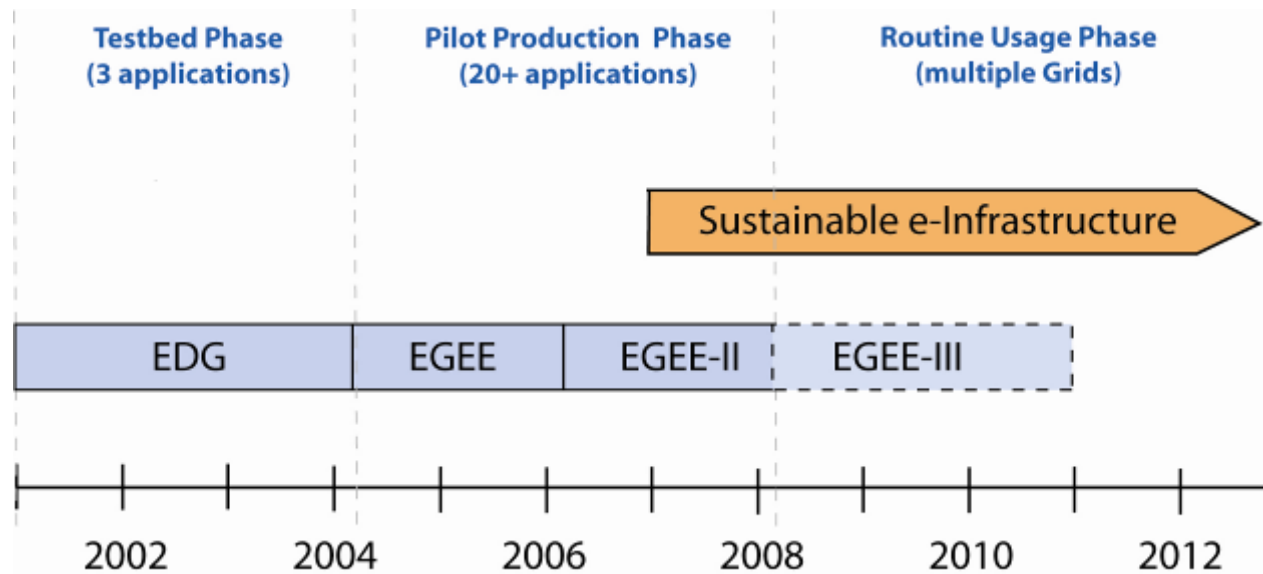 Testbed Phase
(3 applications)
Pilot Production Phase
(20+ applications)
Routine Usage Phase
(multiple Grids)
Sustainable e-Infrastructure
EDG
EGEE
EGEE-II
EGEE-III
2002
2004
2006
2008
2010
2012